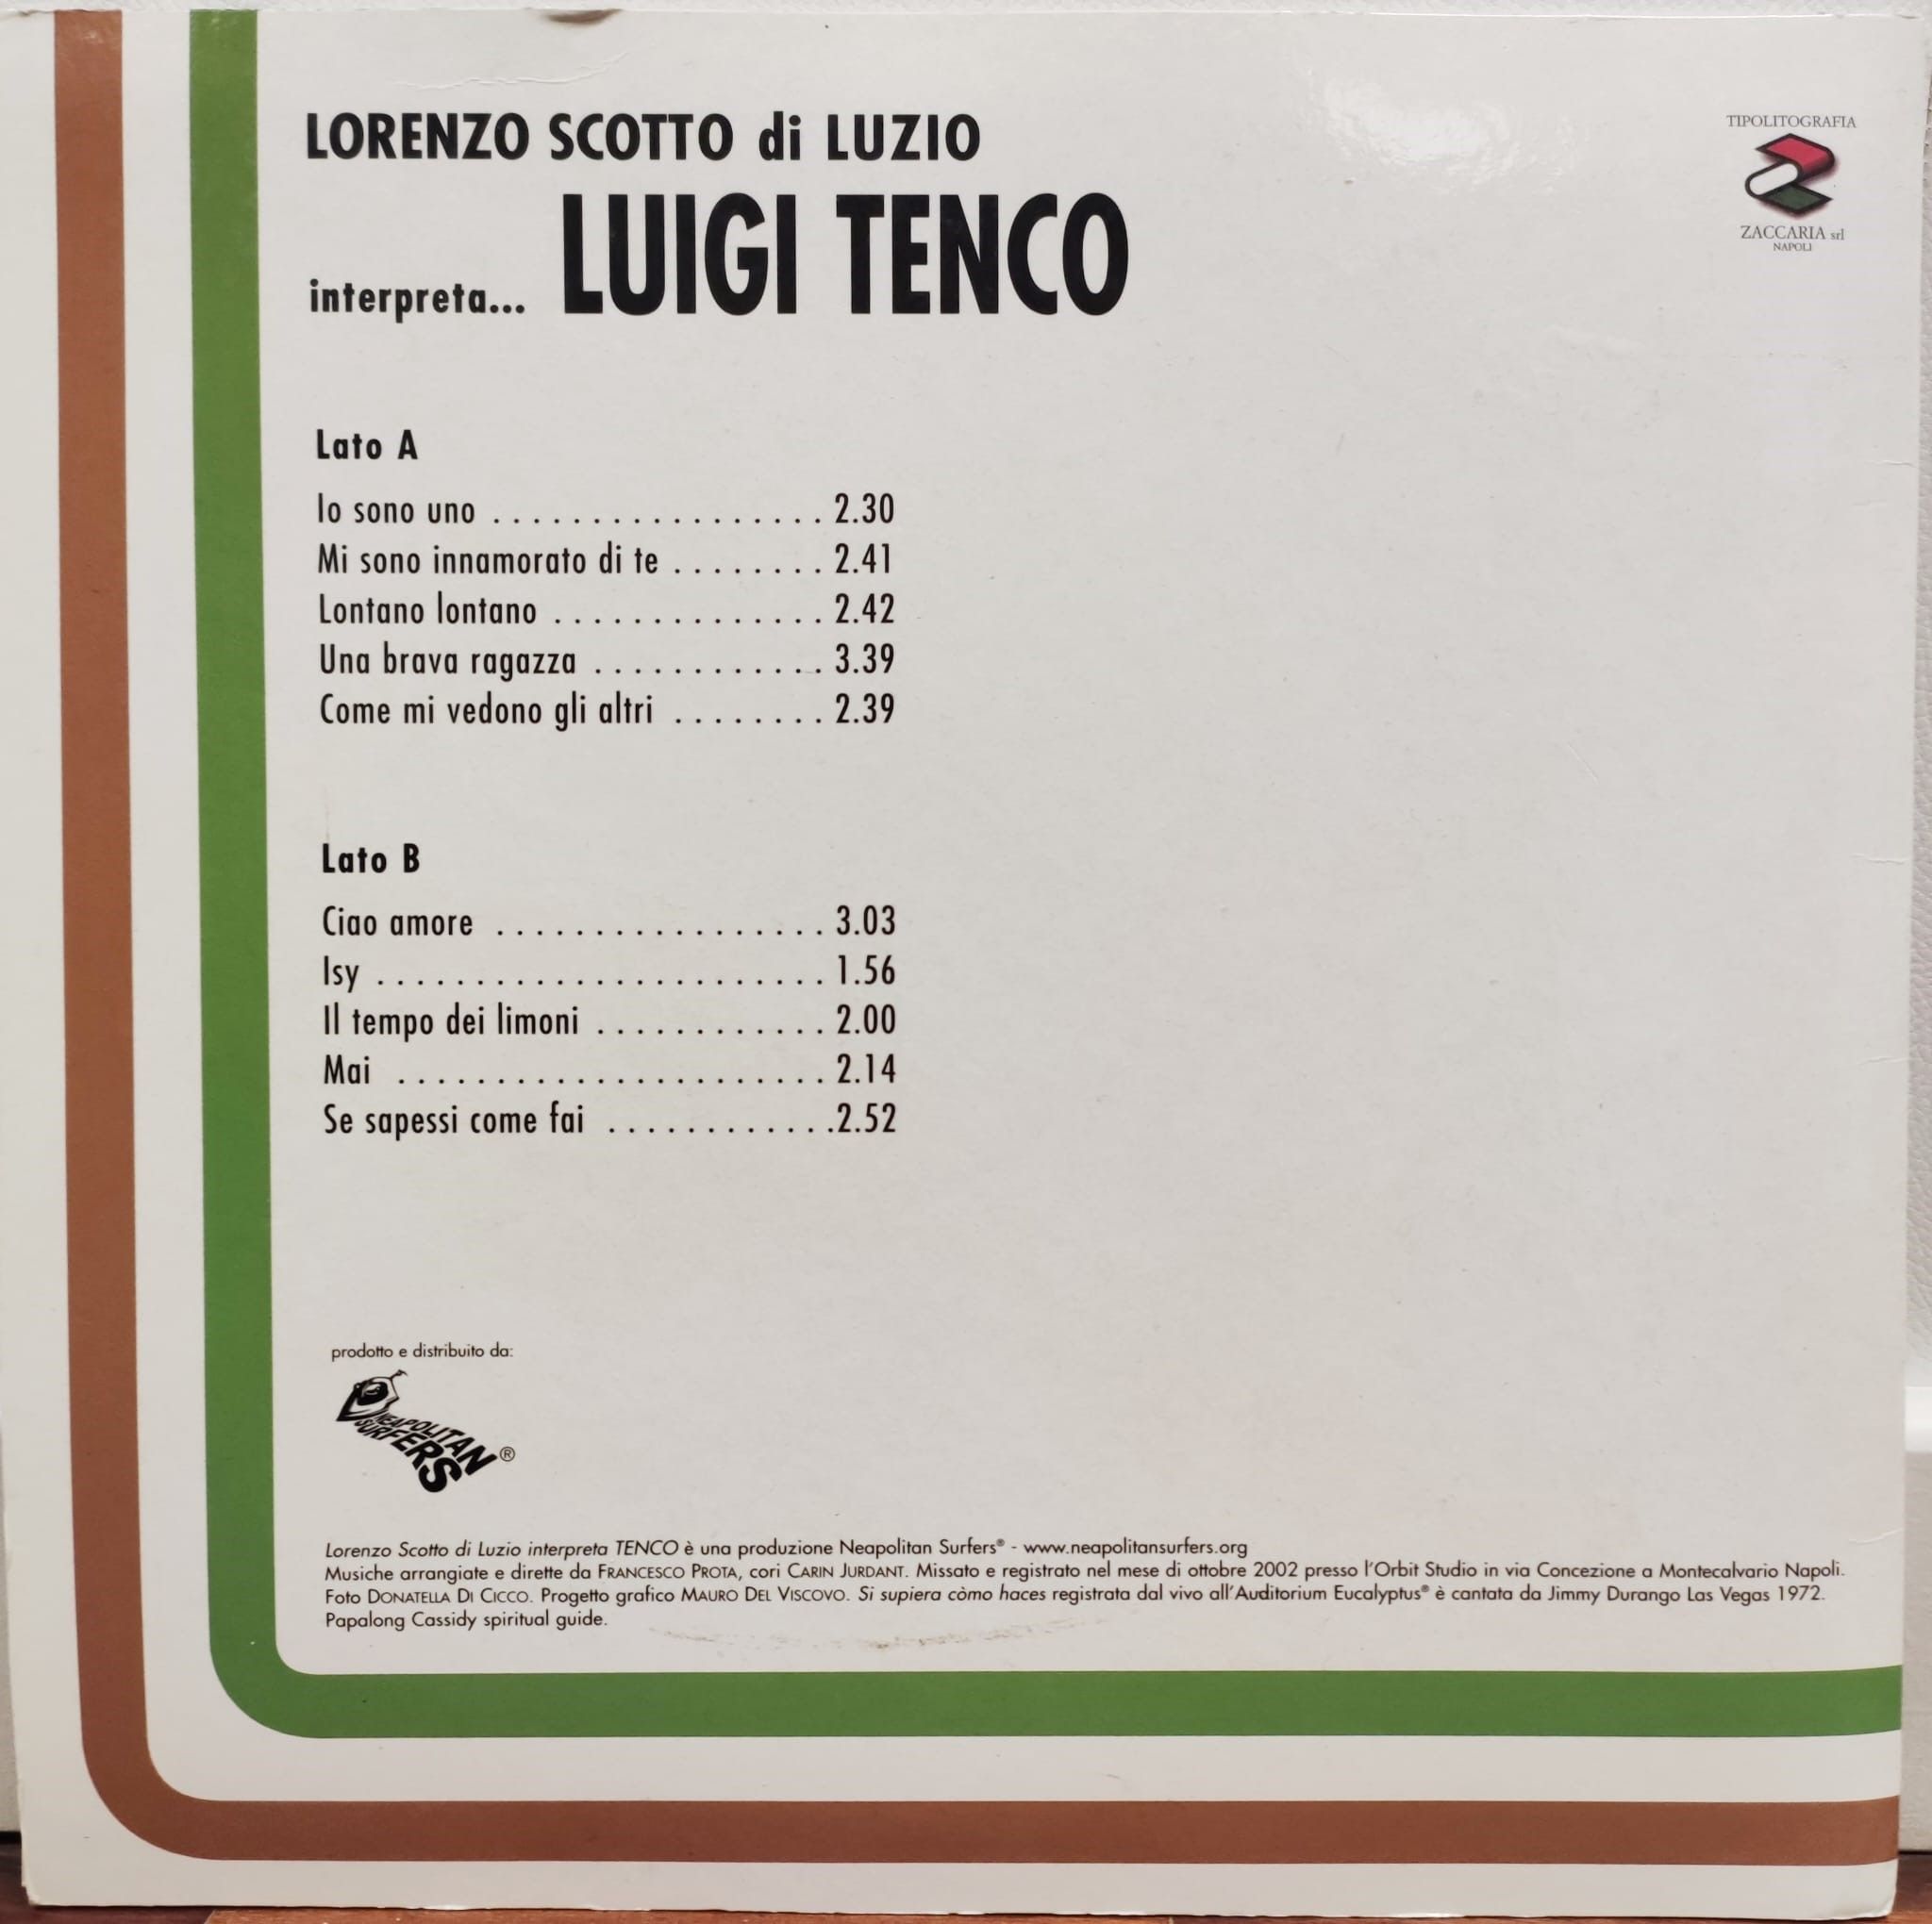 LORENZO SCOTTO di LUZIO
interpreta... LUIGI TENCO
TIPOLITOGRAFIA
ZACCARIA srl
NAPOLI
Lato A
Io sono uno ................. 2.30
Mi sono innamorato di te ........ 2.41
Lontano lontano .............. 2.42
Una brava ragazza ............ 3.39
Come mi vedono gli altri ........ 2.39
Lato B
Ciao amore ................. 3.03
Isy ....................... 1.56
Il tempo dei limoni ............ 2.00
Mai ...................... 2.14
Se sapessi come fai ............ 2.52
prodotto e distribuito da:
NEAPOLITAN
SURFERS ®
Lorenzo Scotto di Luzio interpreta TENCO è una produzione Neapolitan Surfers® - www.neapolitansurfers.org
Musiche arrangiate e dirette da FRANCESCO PROTA, cori CARIN JURDANT. Missato e registrato nel mese di ottobre 2002 presso l'Orbit Studio in via Concezione a Montecalvario Napoli.
Foto DONATELLA DI CICCO. Progetto grafico MAURO DEL VISCOVO. Si supiera còmo haces registrata dal vivo all'Auditorium Eucalyptus® è cantata da Jimmy Durango Las Vegas 1972.
Papalong Cassidy spiritual guide.